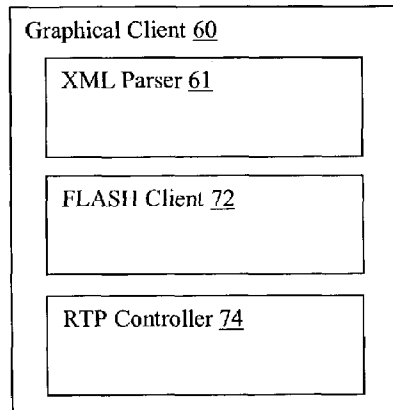 Graphical Client 60
XML Parser 61
FLASH Client 72
RTP Controller 74